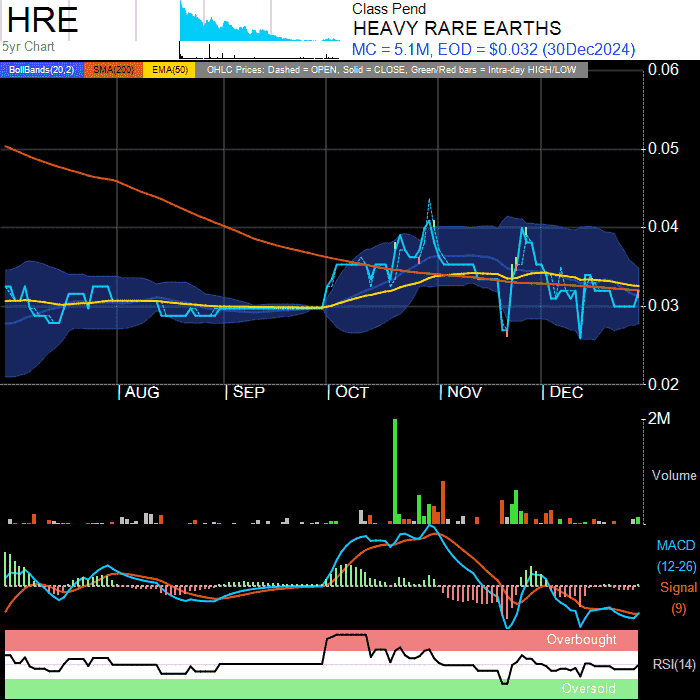 HRE
5yr Chart
Class Pend
HEAVY RARE EARTHS
MC = 5.1M, EOD = $0.032 (30Dec2024)
BollBands(20,2) SMA(200) EMA(50) OHLC Prices: Dashed = OPEN, Solid = CLOSE, Green/Red bars = Intra-day HIGH/LOW
0.06
0.05
0.04
0.03
0.02
AUG SEP OCT NOV DEC
2M
Volume
MACD
(12-26)
Signal
(9)
Overbought
RSI(14)
Oversold